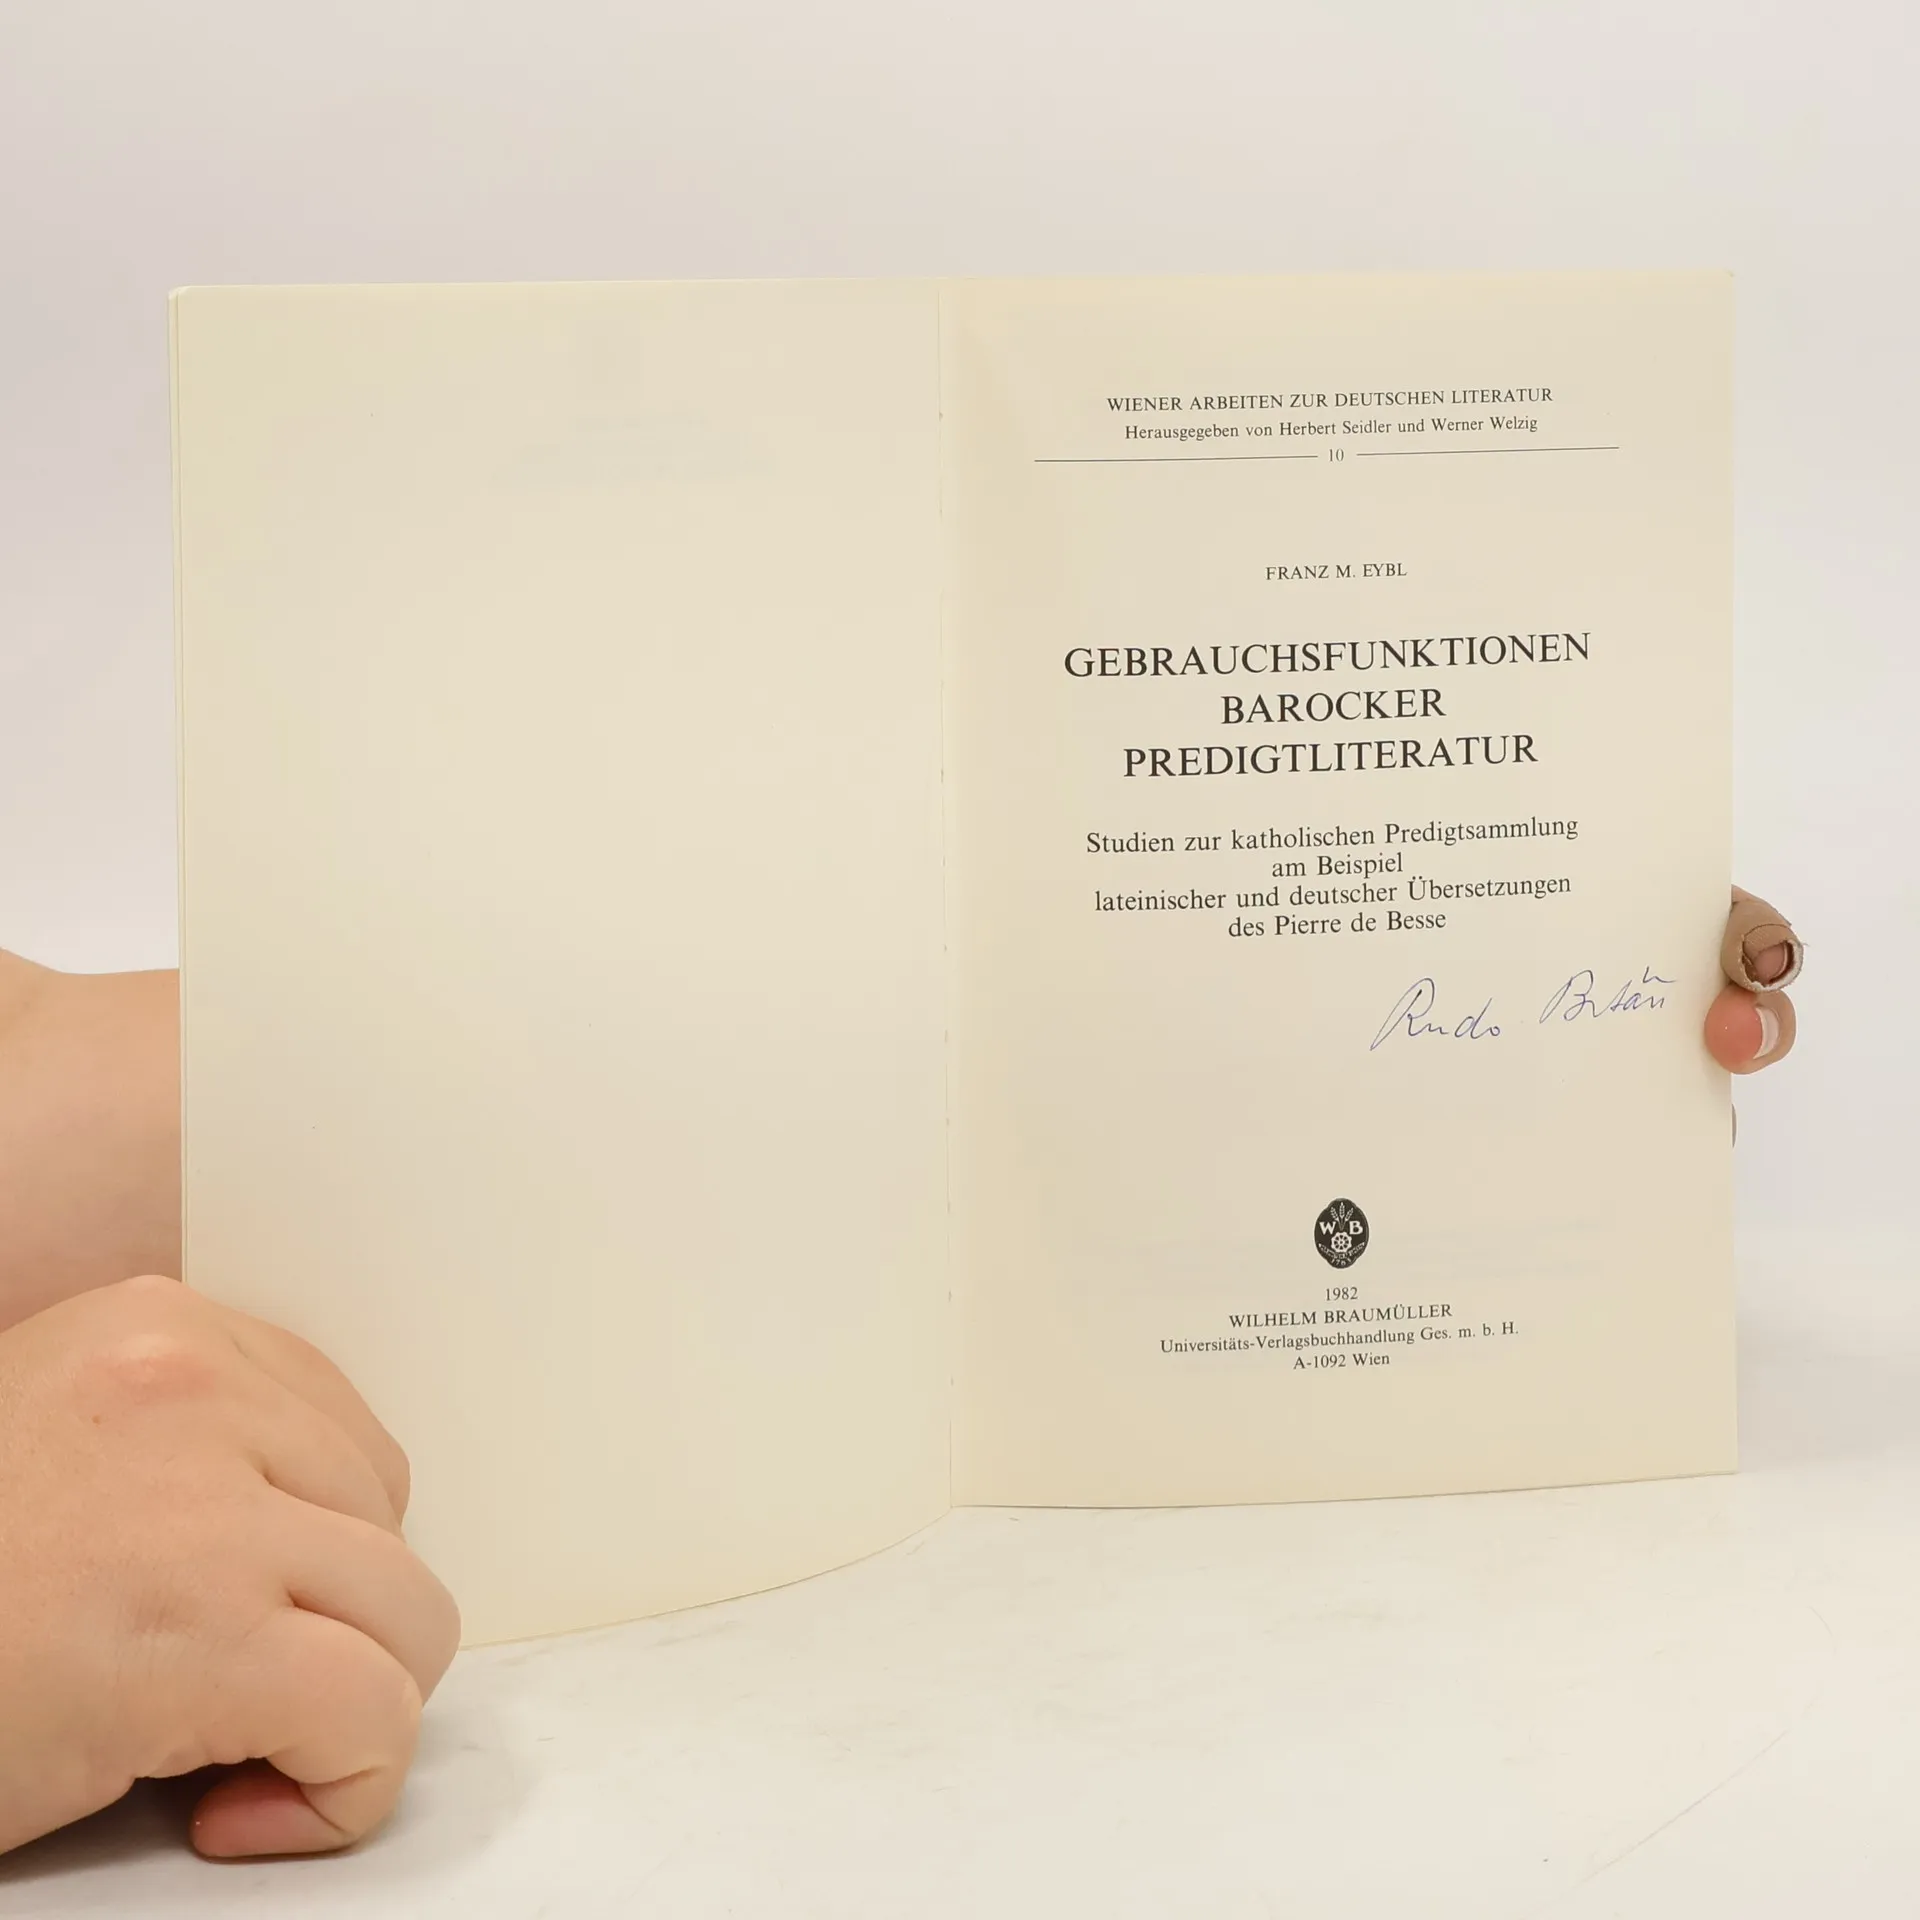 WIENER ARBEITEN ZUR DEUTSCHEN LITERATUR
Herausgegeben von Herbert Seidler und Werner Welzig
10
FRANZ M. EYBL
GEBRAUCHSFUNKTIONEN
BAROCKER
PREDIGTLITERATUR
Studien zur katholischen Predigtsammlung
am Beispiel
lateinischer und deutscher Übersetzungen
des Pierre de Besse
Rudo
W B
1982
WILHELM BRAUMÜLLER
Universitäts-Verlagsbuchhandlung Ges. m. b. H.
A-1092 Wien